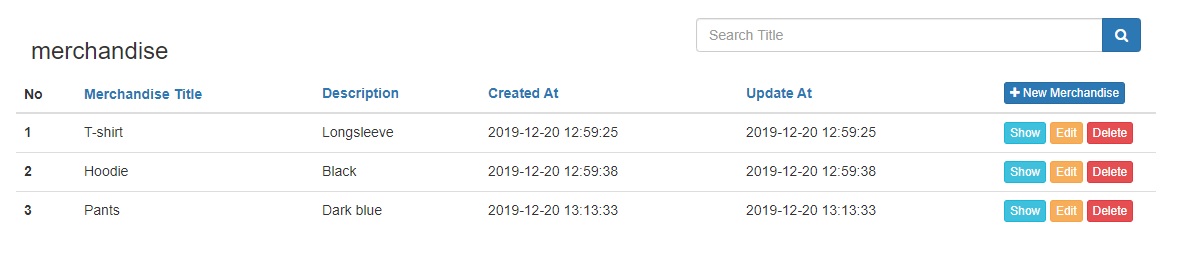 Search Title
merchandise
No Merchandise Title Description Created At Update At New Merchandise
1 T-shirt Longsleeve 2019-12-20 12:59:25 2019-12-20 12:59:25 Show Edit Delete
2 Hoodie Black 2019-12-20 12:59:38 2019-12-20 12:59:38 Show Edit Delete
3 Pants Dark blue 2019-12-20 13:13:33 2019-12-20 13:13:33 Show Edit Delete